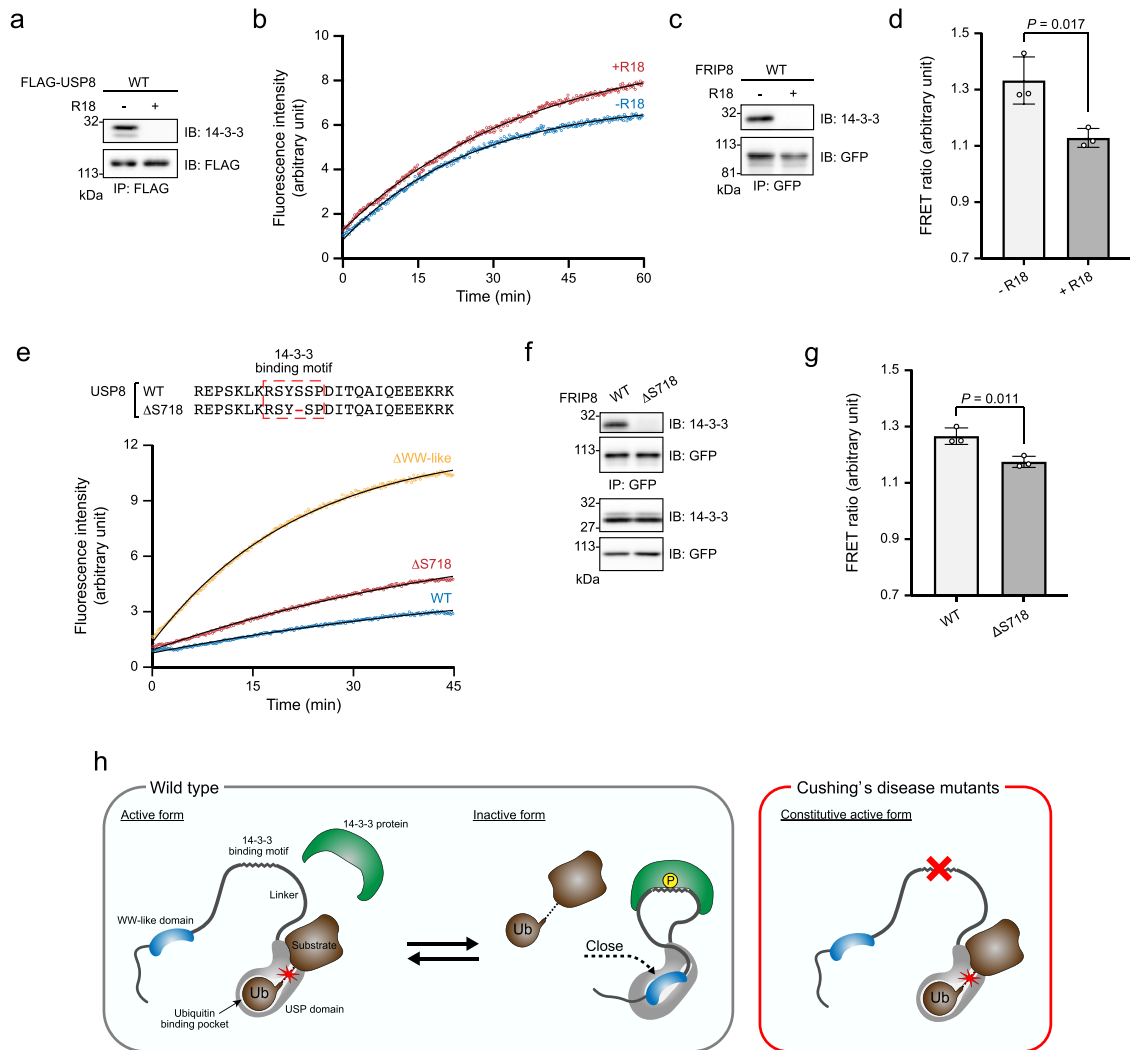 a
FLAG-USP8 WT
R18 - +
32
IB: 14-3-3
IB: FLAG
113
kDa IP: FLAG
b
Fluorescence intensity
(arbitrary unit)
10
8
6
4
2
0
+R18
-R18
0 15 30 45 60
Time (min)
c
FRIP8 WT
R18 - +
32
IB: 14-3-3
113
IB: GFP
81
kDa IP: GFP
d
P = 0.017
FRET ratio (arbitrary unit)
1.5
1.3
1.1
0.9
0.7
- R18 + R18
e
14-3-3
binding motif
USP8 WT REPSKLKRSYSSPDITQAIQEEEKRK
ΔS718 REPSKLKRSY-SPDITQAIQEEEKRK
Fluorescence intensity
(arbitrary unit)
12
9
6
3
0
ΔWW-like
ΔS718
WT
0 15 30 45
Time (min)
f
FRIP8 WT ΔS718
32
IB: 14-3-3
113
IB: GFP
IP: GFP
32
IB: 14-3-3
27
113
IB: GFP
kDa
g
P = 0.011
FRET ratio (arbitrary unit)
1.5
1.3
1.1
0.9
0.7
WT ΔS718
h
Wild type
Active form
14-3-3
binding motif
14-3-3 protein
Linker
WW-like domain
Substrate
Ub
USP domain
Ubiquitin
binding pocket
Inactive form
P
Ub
Close
Cushing's disease mutants
Constitutive active form
Ub